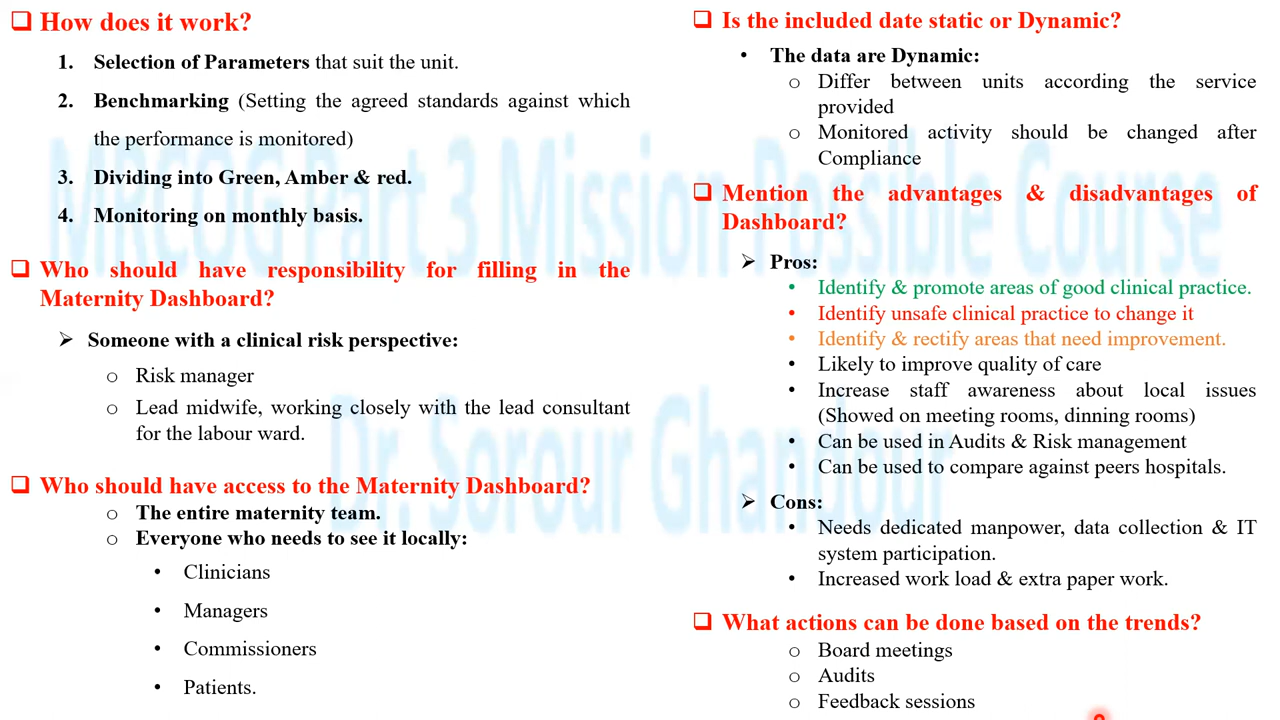 ❑ How does it work?
1. Selection of Parameters that suit the unit.
2. Benchmarking (Setting the agreed standards against which
the performance is monitored)
3. Dividing into Green, Amber & red.
4. Monitoring on monthly basis.
❑ Who should have responsibility for filling in the
Maternity Dashboard?
➢ Someone with a clinical risk perspective:
o Risk manager
o Lead midwife, working closely with the lead consultant
for the labour ward.
❑ Who should have access to the Maternity Dashboard?
o The entire maternity team.
o Everyone who needs to see it locally:
• Clinicians
• Managers
• Commissioners
• Patients.
❑ Is the included date static or Dynamic?
• The data are Dynamic:
o Differ between units according the service
provided
o Monitored activity should be changed after
Compliance
❑ Mention the advantages & disadvantages of
Dashboard?
➢ Pros:
• Identify & promote areas of good clinical practice.
• Identify unsafe clinical practice to change it
• Identify & rectify areas that need improvement.
• Likely to improve quality of care
• Increase staff awareness about local issues
(Showed on meeting rooms, dinning rooms)
• Can be used in Audits & Risk management
• Can be used to compare against peers hospitals.
➢ Cons:
• Needs dedicated manpower, data collection & IT
system participation.
• Increased work load & extra paper work.
❑ What actions can be done based on the trends?
o Board meetings
o Audits
o Feedback sessions
MRCOG Part 3 Mission Possible Course
Dr. Sorour Ghandour